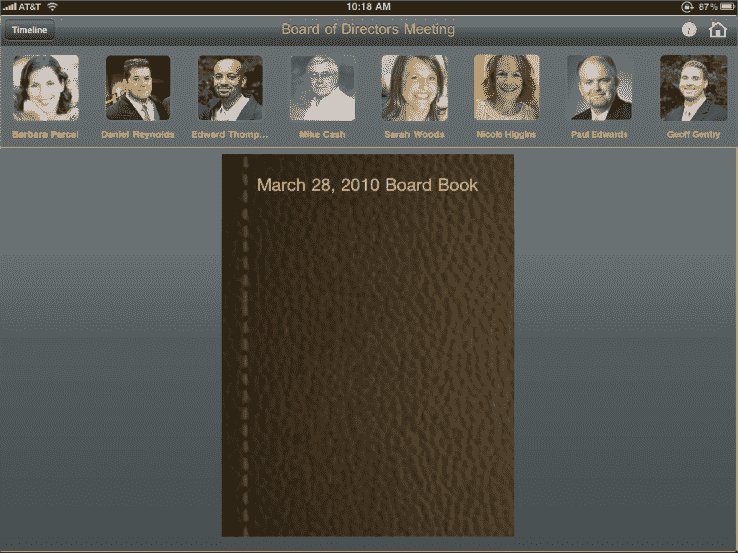 AT&T 10:18 AM 87%
Timeline Board of Directors Meeting i
Barbara Parcel Daniel Reynolds Edward Thomp... Mike Cash Sarah Woods Nicole Higgins Paul Edwards Geoff Gentry
March 28, 2010 Board Book